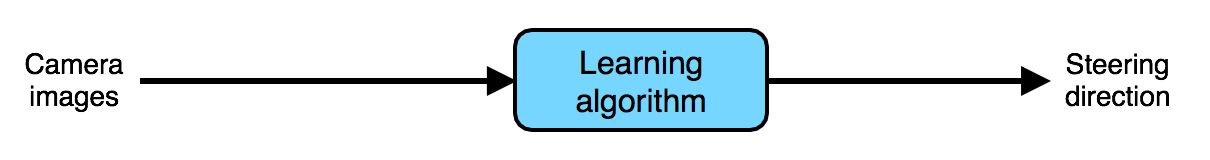 Camera
images
Learning
algorithm
Steering
direction